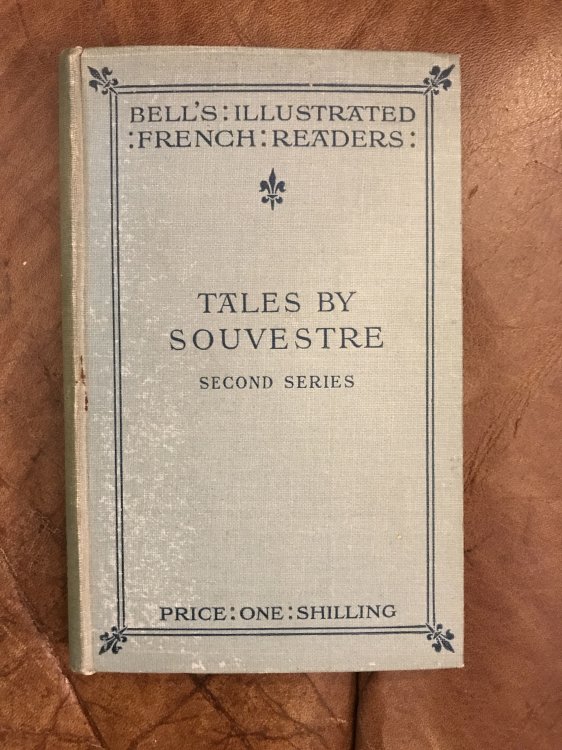 BELL'S:ILLUSTRATED
:FRENCH:READERS:
TALES BY
SOUVESTRE
SECOND SERIES
PRICE:ONE:SHILLING